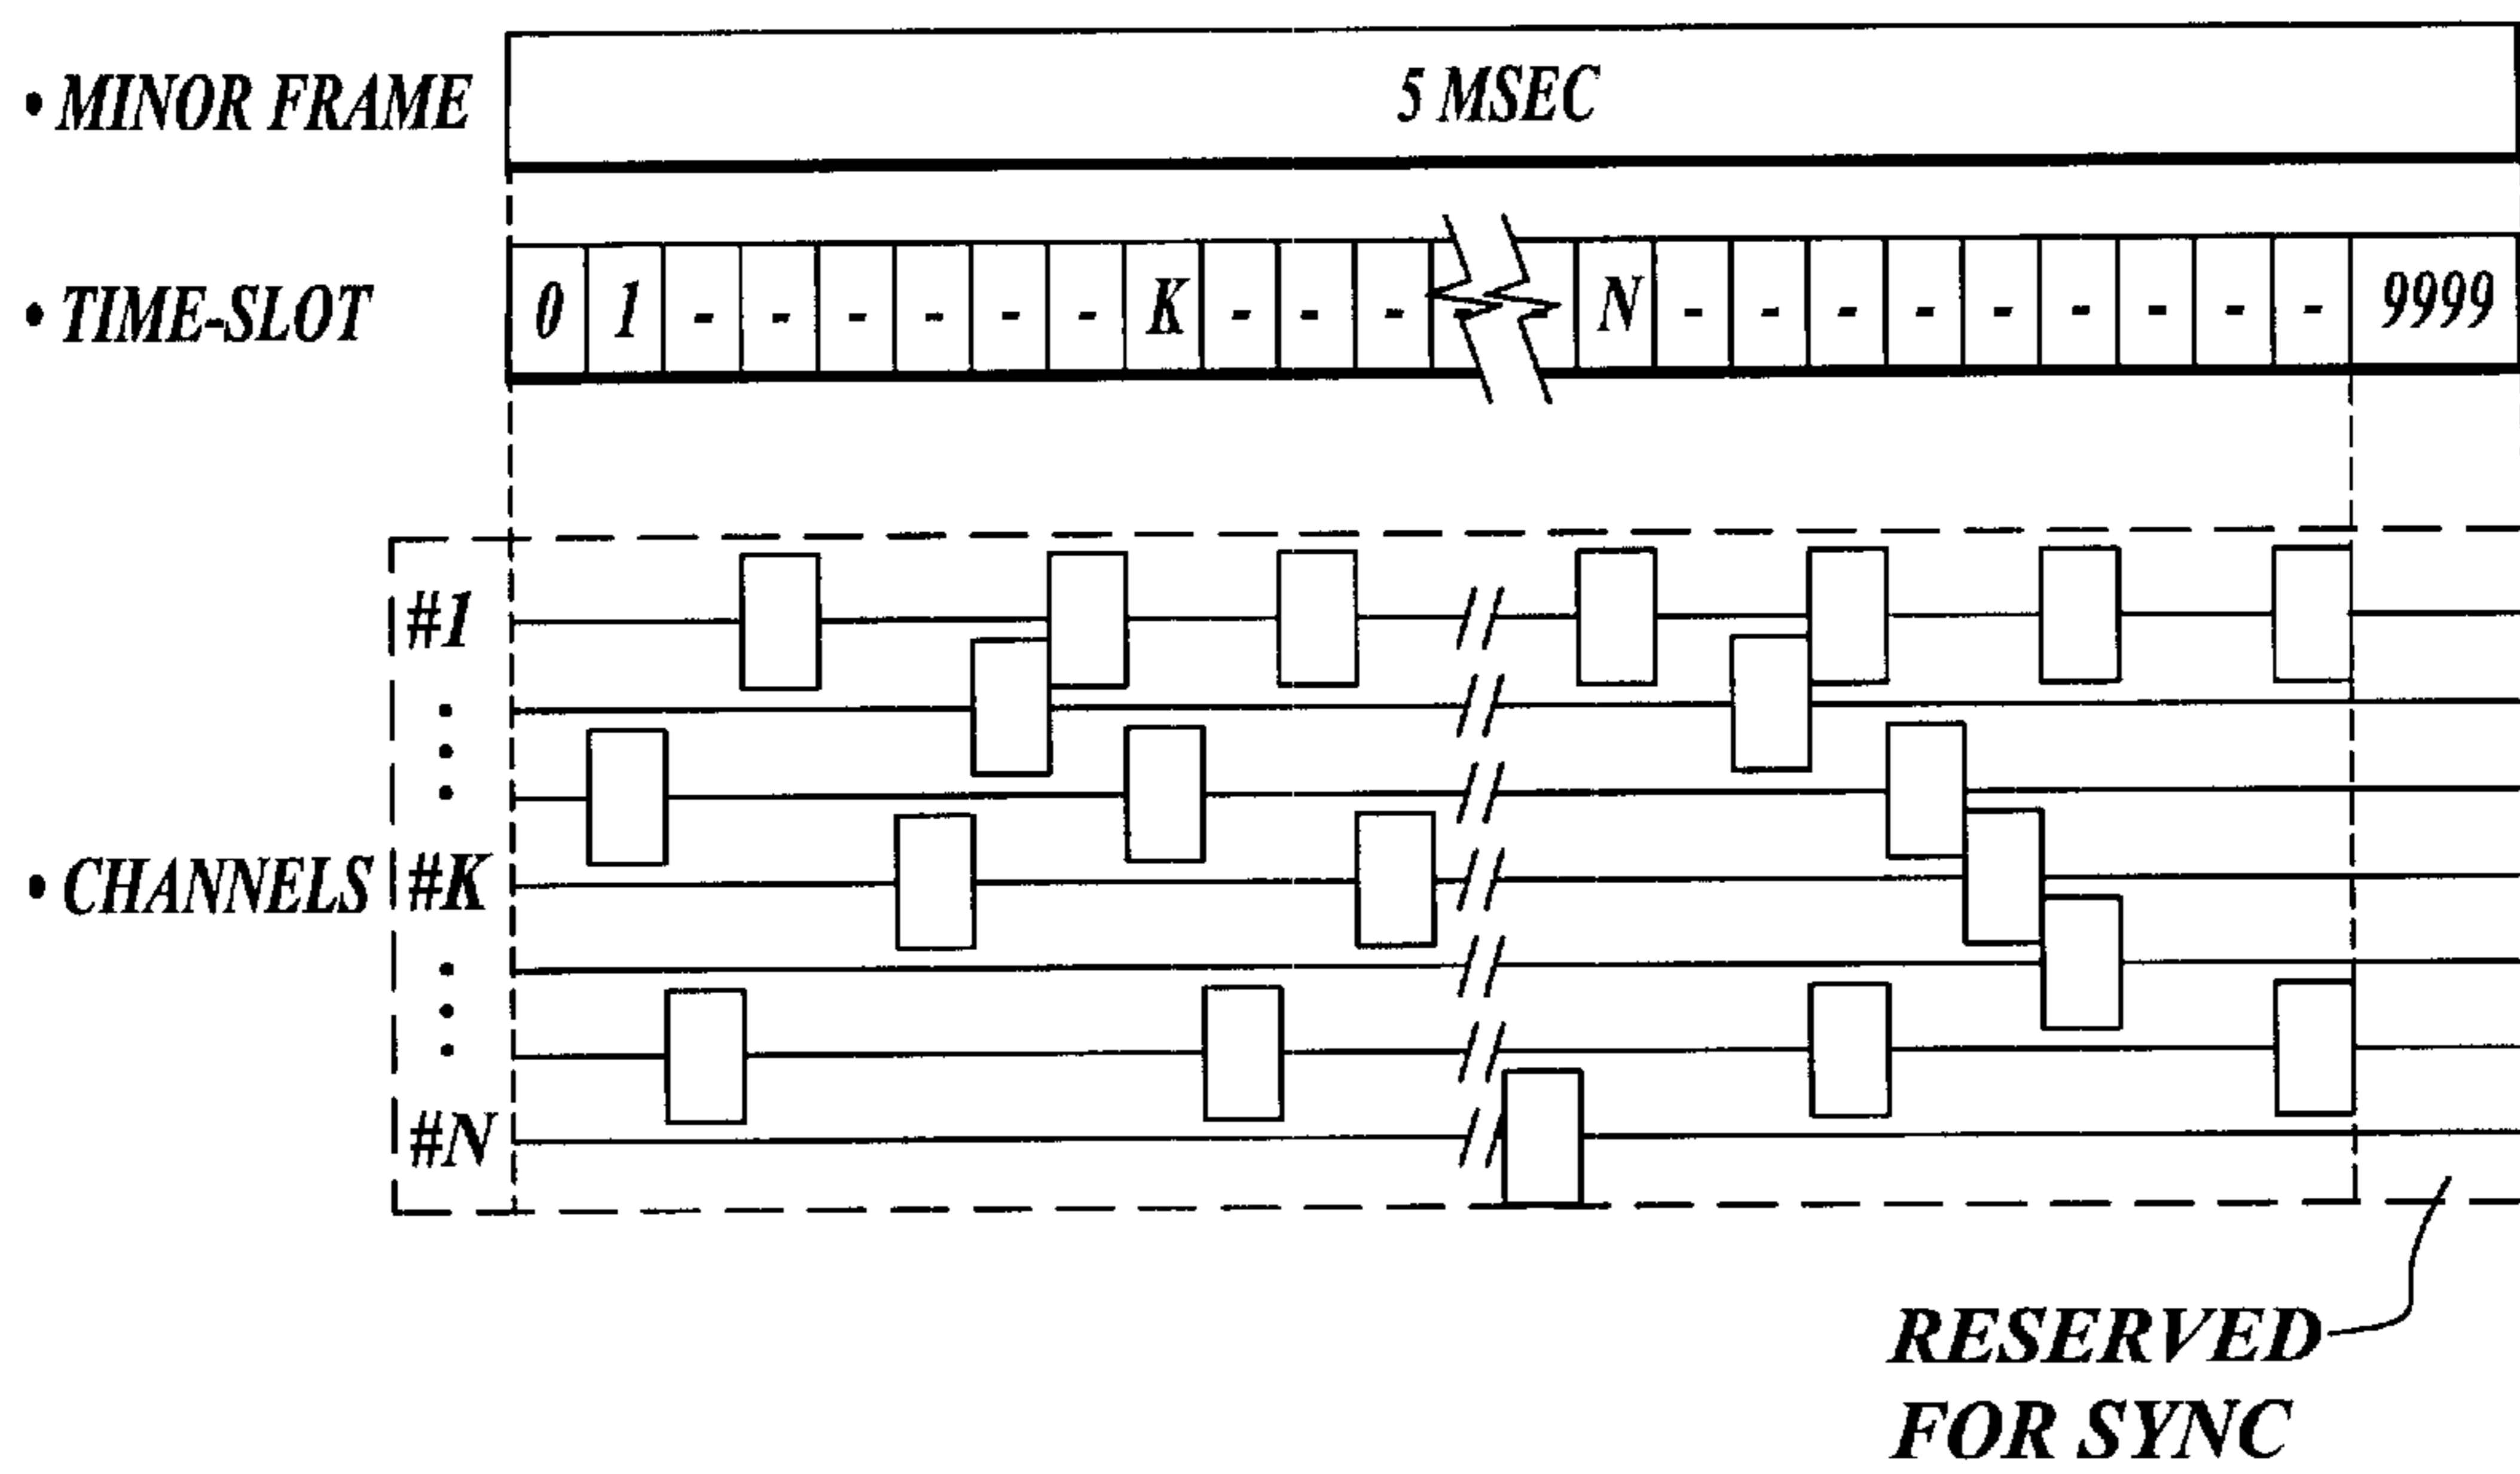 • MINOR FRAME 5 MSEC
• TIME-SLOT 0 1 - - - - - - K - - - - - N - - - - - - - - - 9999
#1
• CHANNELS #K
#N
RESERVED
FOR SYNC